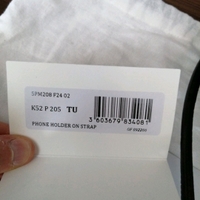 SPM208 F24 02
K52 P 205 TU
3 603679 834081
PHONE HOLDER ON STRAP